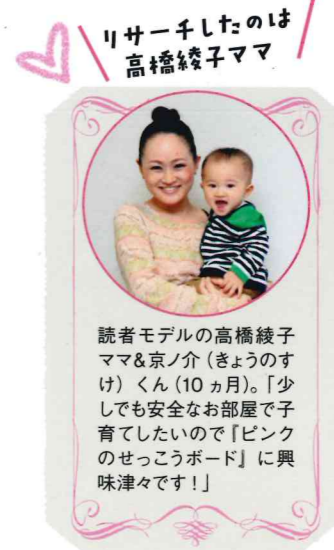 リサーチしたのは
高橋綾子ママ
読者モデルの高橋綾子
ママ&京ノ介(きょうのす
け)くん(10ヵ月)。「少
しでも安全なお部屋で子
育てしたいので『ピンク
のせっこうボード』に興
味津々です!」